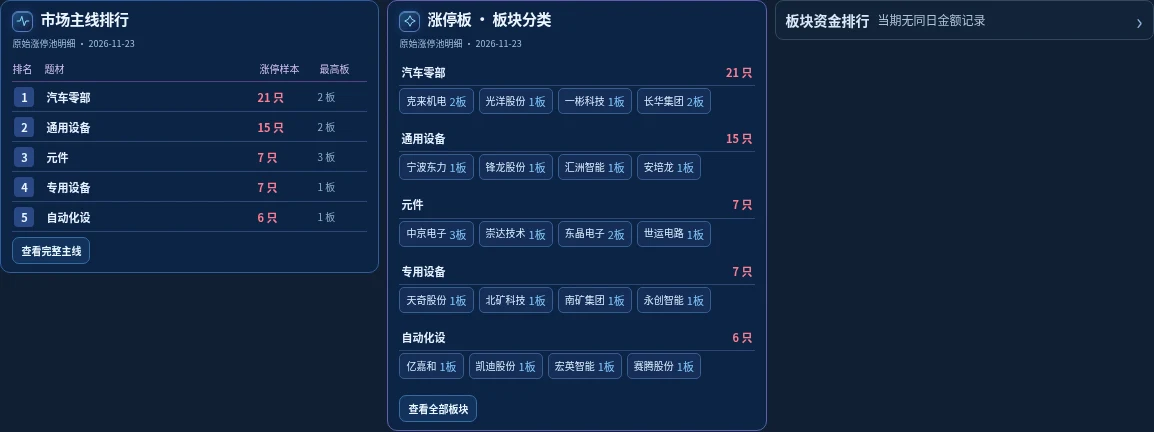 市场主线排行
原始涨停池明细 • 2026-11-23
排名 题材 涨停样本 最高板
1 汽车零部 21 只 2 板
2 通用设备 15 只 2 板
3 元件 7 只 3 板
4 专用设备 7 只 1 板
5 自动化设 6 只 1 板
查看完整主线
涨停板 • 板块分类
原始涨停池明细 • 2026-11-23
汽车零部 21 只
克来机电 2板 光洋股份 1板 一彬科技 1板 长华集团 2板
通用设备 15 只
宁波东力 1板 锋龙股份 1板 汇洲智能 1板 安培龙 1板
元件 7 只
中京电子 3板 崇达技术 1板 东晶电子 2板 世运电路 1板
专用设备 7 只
天奇股份 1板 北矿科技 1板 南矿集团 1板 永创智能 1板
自动化设 6 只
亿嘉和 1板 凯迪股份 1板 宏英智能 1板 赛腾股份 1板
查看全部板块
板块资金排行 当期无同日金额记录 ›